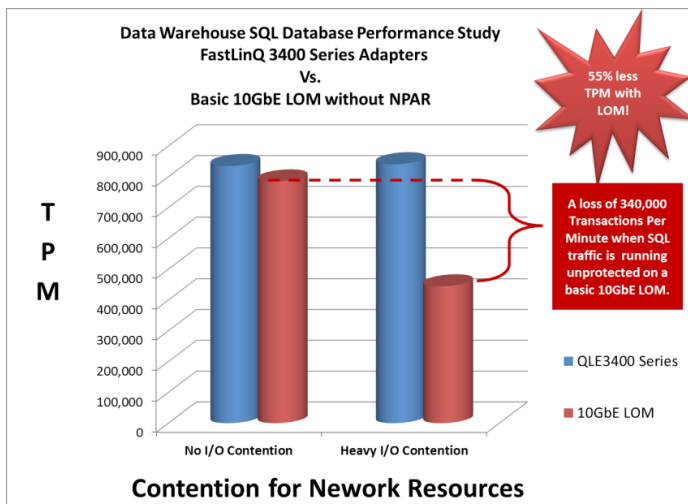 Data Warehouse SQL Database Performance Study
FastLinQ 3400 Series Adapters
Vs.
Basic 10GbE LOM without NPAR
55% less
TPM with
LOM!
900,000
800,000
700,000
600,000
500,000
400,000
300,000
200,000
100,000
0
T
P
M
A loss of 340,000
Transactions Per
Minute when SQL
traffic is running
unprotected on a
basic 10GbE LOM.
QLE3400 Series
10GbE LOM
No I/O Contention
Heavy I/O Contention
Contention for Nework Resources